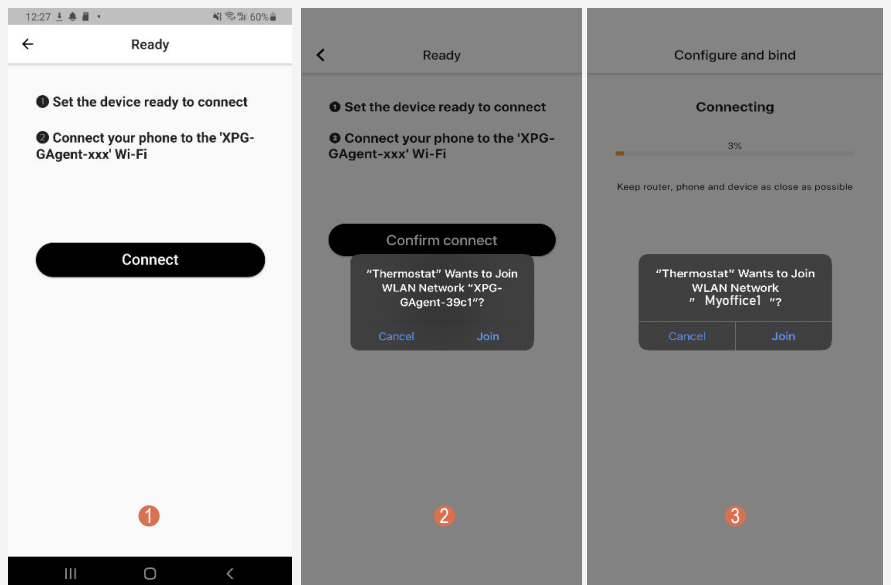 12:27
60%
Ready
1 Set the device ready to connect
2 Connect your phone to the 'XPG-
GAgent-xxx' Wi-Fi
Connect
1
Ready
1 Set the device ready to connect
2 Connect your phone to the 'XPG-
GAgent-xxx' Wi-Fi
Confirm connect
“Thermostat” Wants to Join
WLAN Network “XPG-
GAgent-39c1”?
Cancel Join
2
Configure and bind
Connecting
3%
Keep router, phone and device as close as possible
“Thermostat” Wants to Join
WLAN Network
“ Myoffice1 ”?
Cancel Join
3